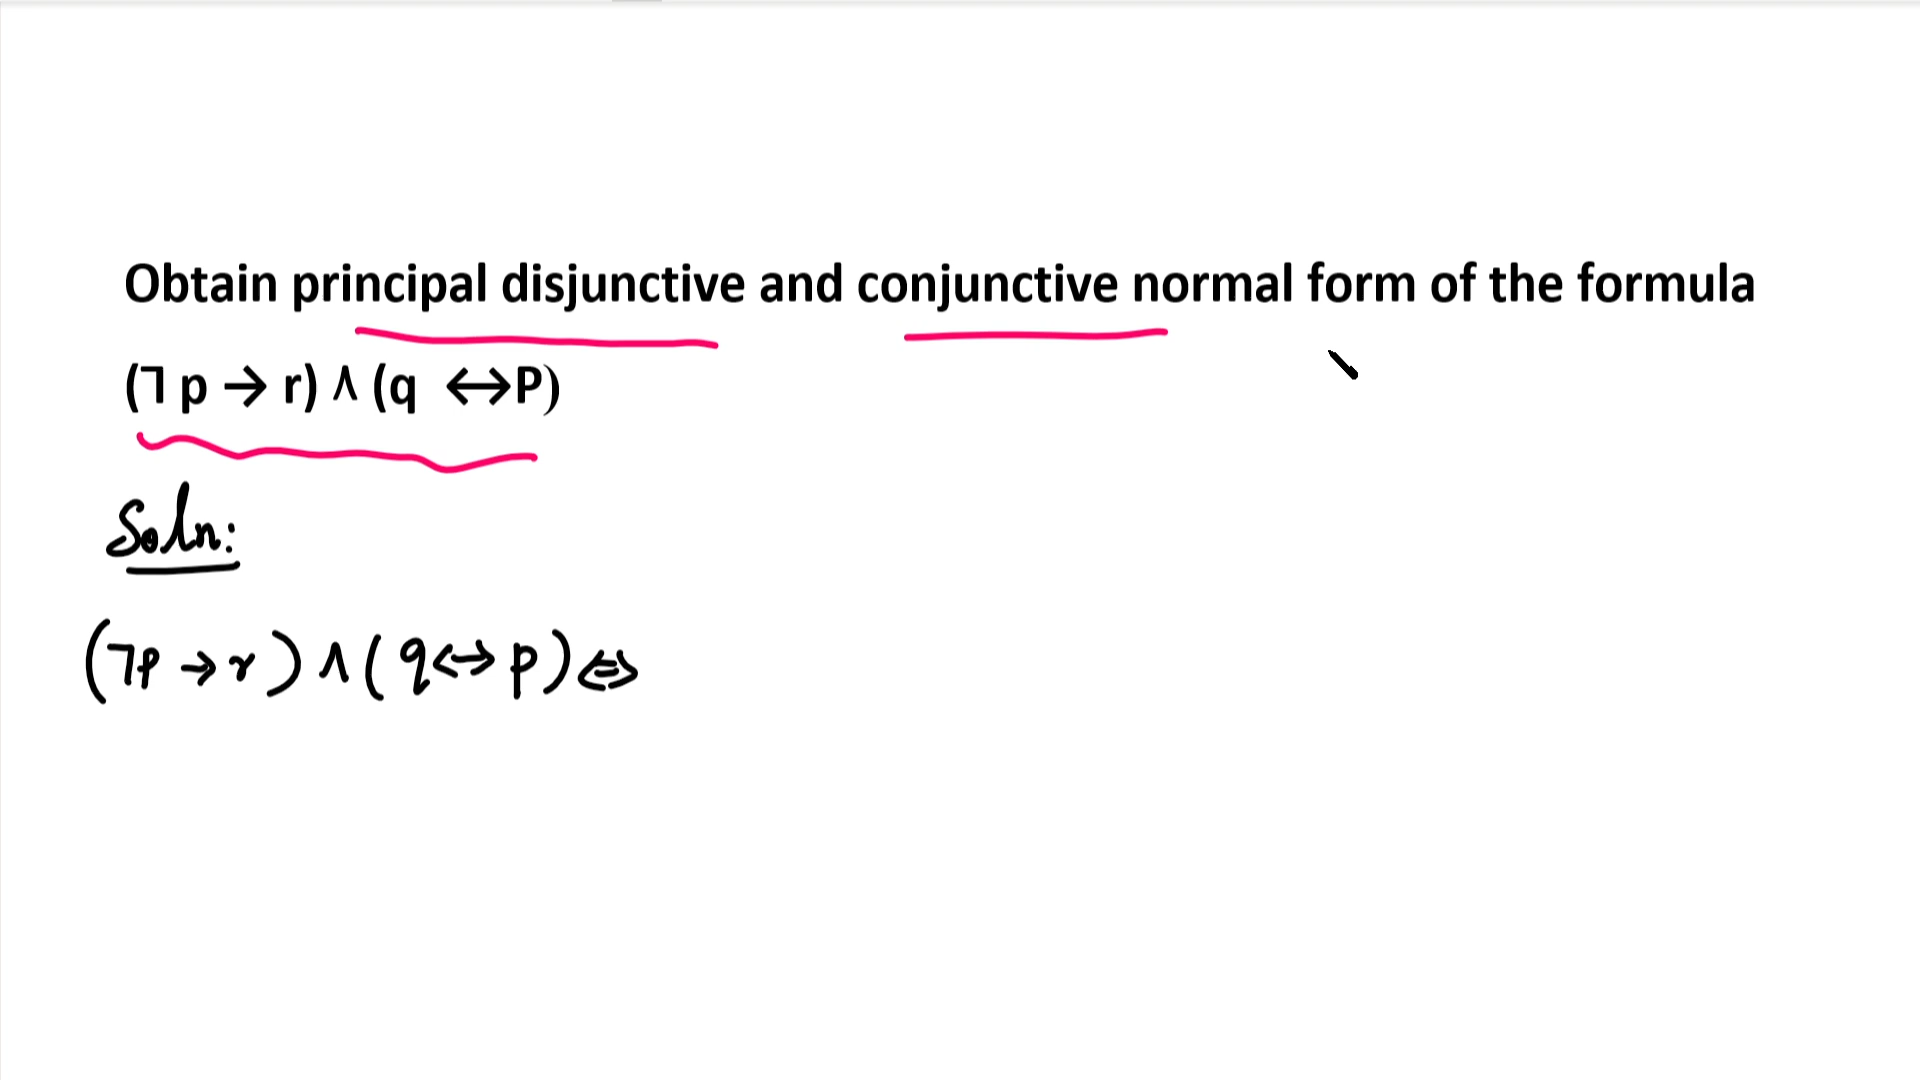 Obtain principal disjunctive and conjunctive normal form of the formula
(⅂ p → r) ∧ (q ↔P)
Soln:
(⅂p → r) ∧ ( q ↔ p) ⇔